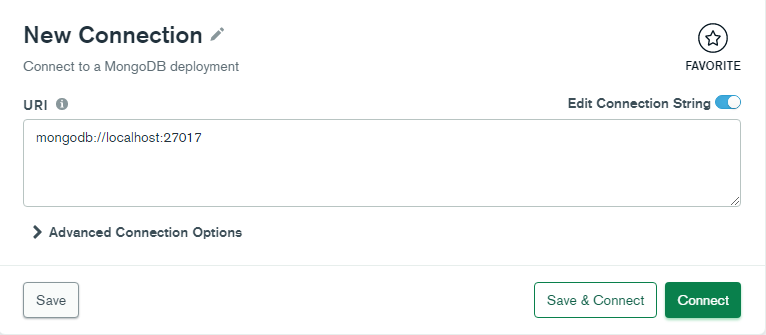 New Connection
Connect to a MongoDB deployment
FAVORITE
URI
Edit Connection String
mongodb://localhost:27017
Advanced Connection Options
Save
Save & Connect
Connect